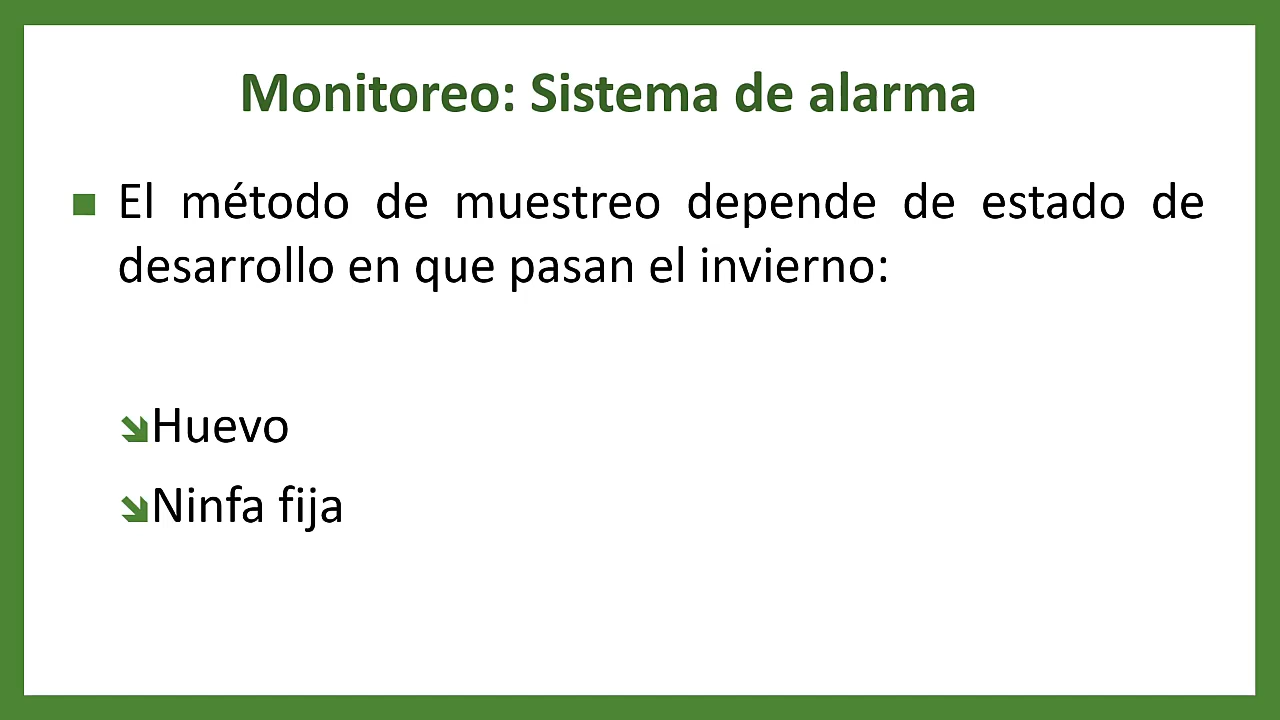 Monitoreo: Sistema de alarma
El método de muestreo depende de estado de
desarrollo en que pasan el invierno:
Huevo
Ninfa fija